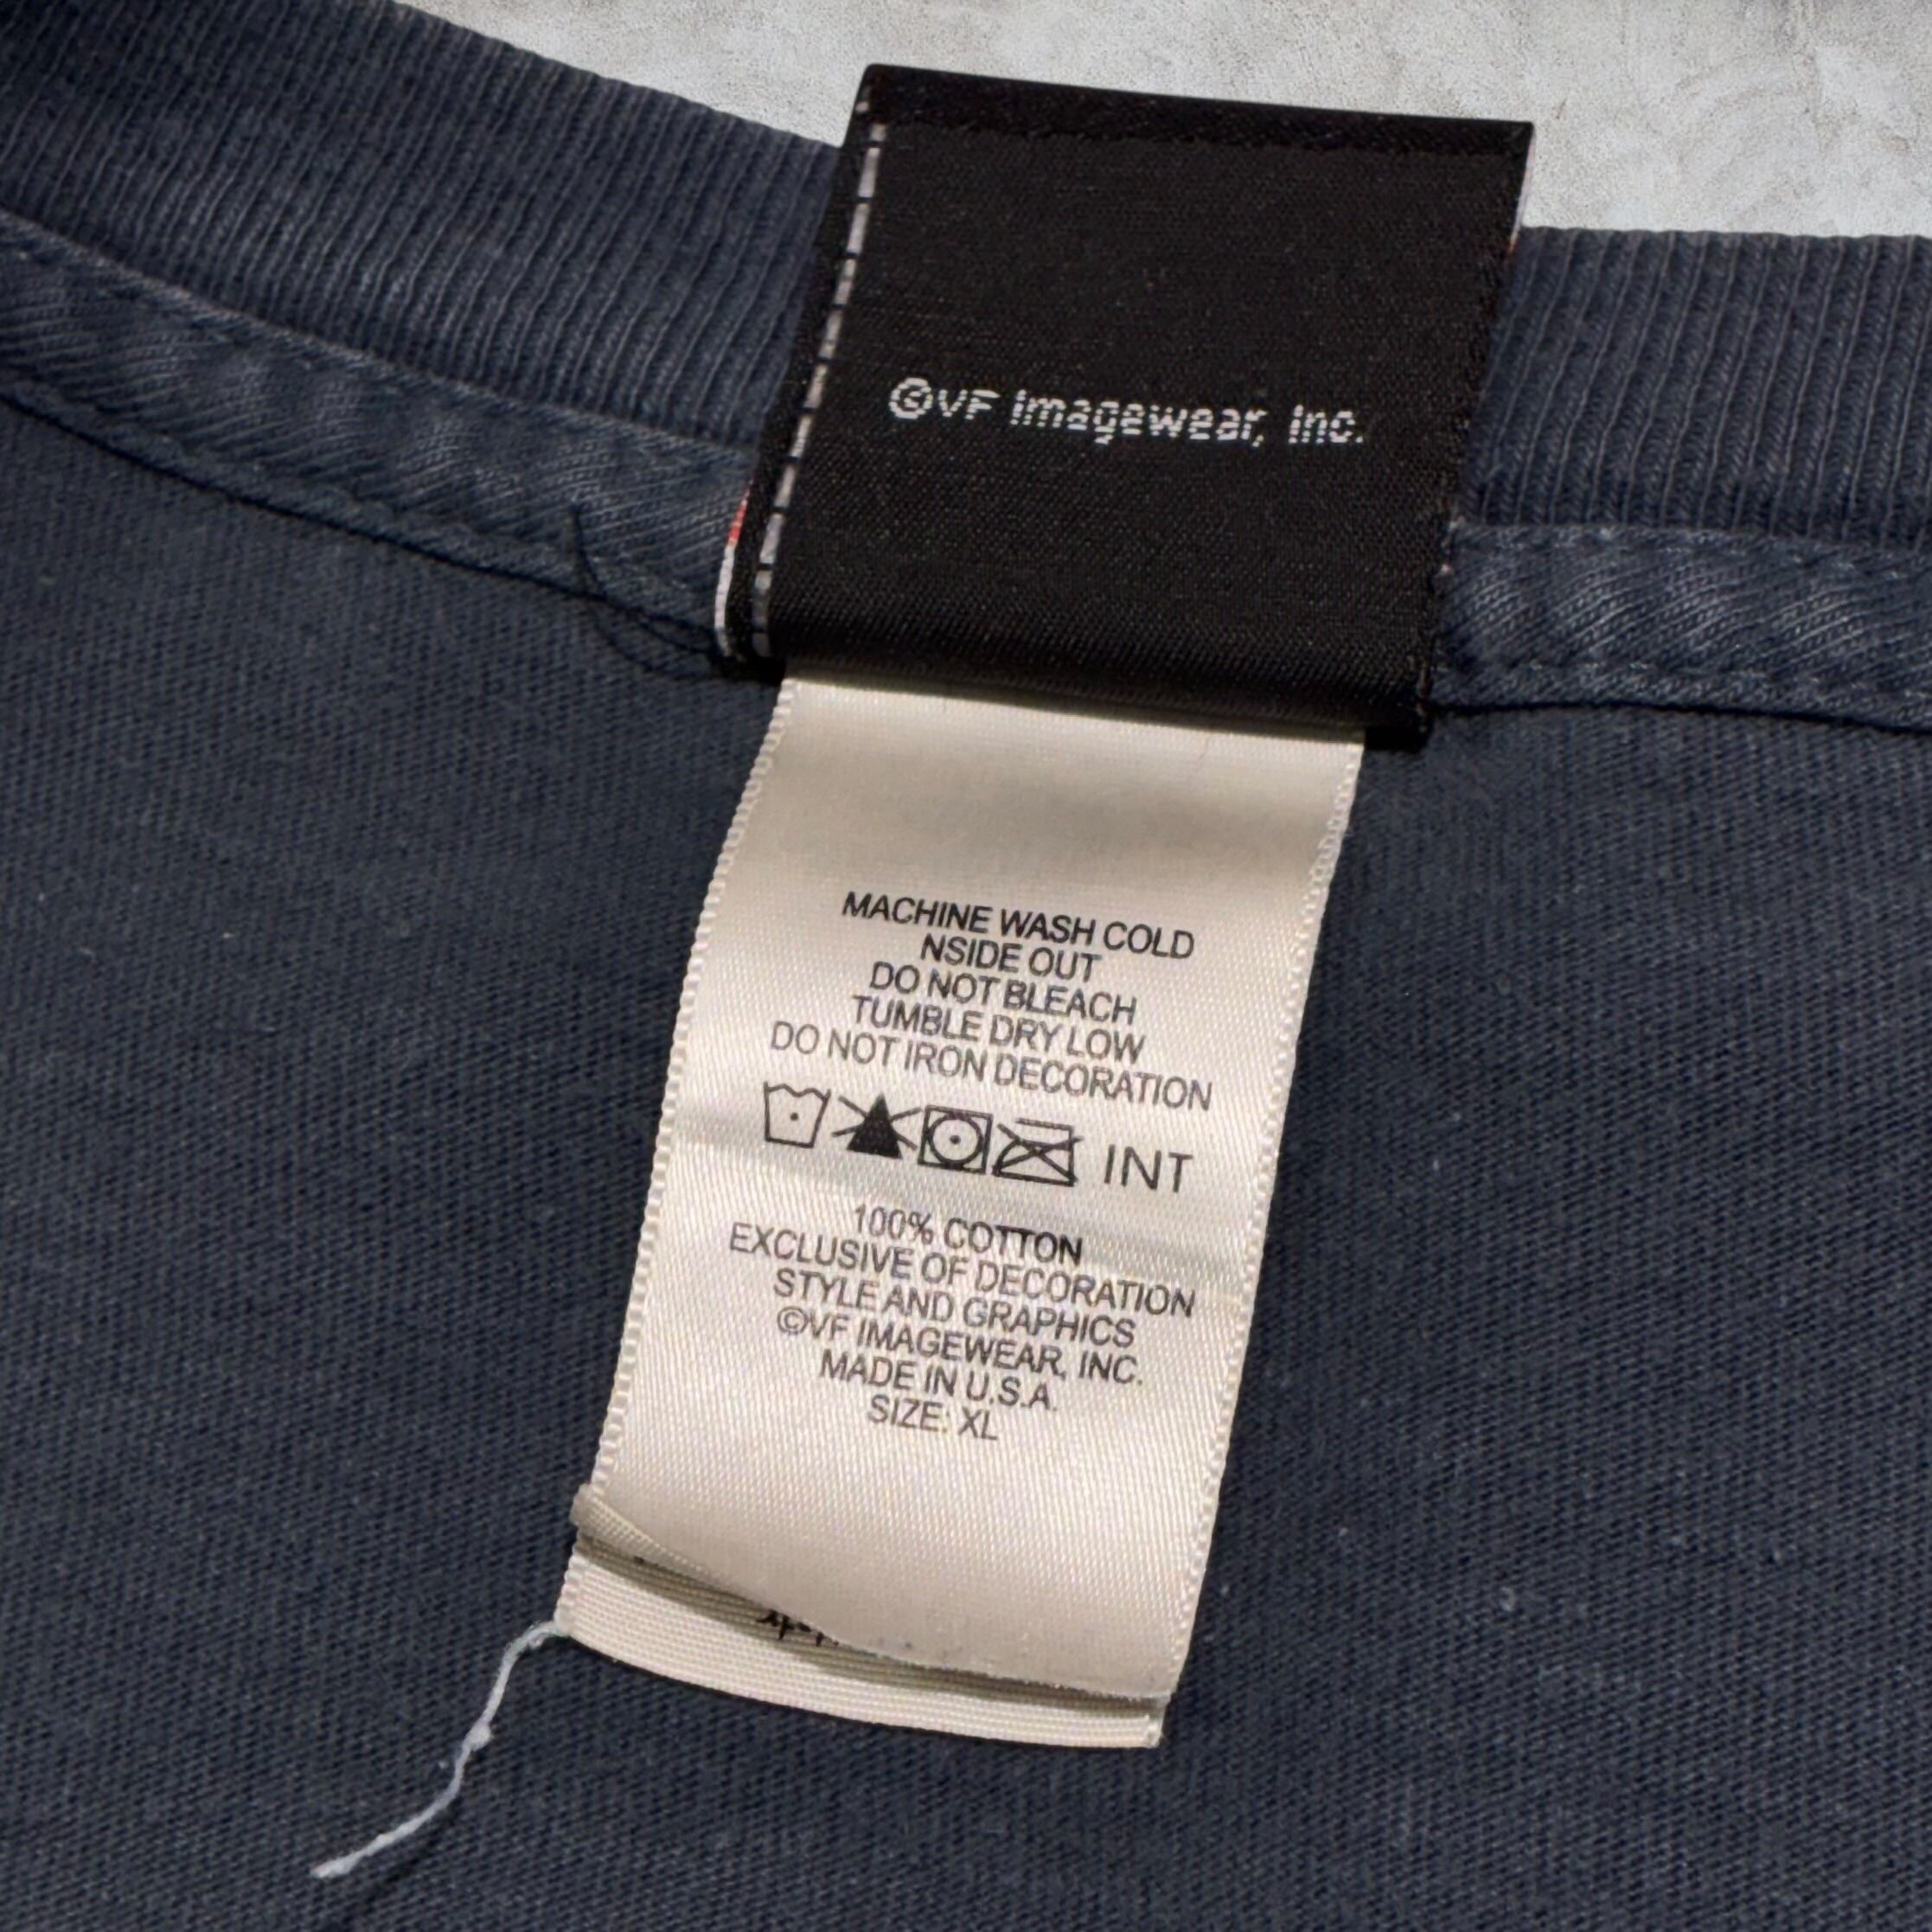 ©VF Imagewear, Inc.
MACHINE WASH COLD
NSIDE OUT
DO NOT BLEACH
TUMBLE DRY LOW
DO NOT IRON DECORATION
INT
100% COTTON
EXCLUSIVE OF DECORATION
STYLE AND GRAPHICS
©VF IMAGEWEAR, INC.
MADE IN U.S.A.
SIZE: XL